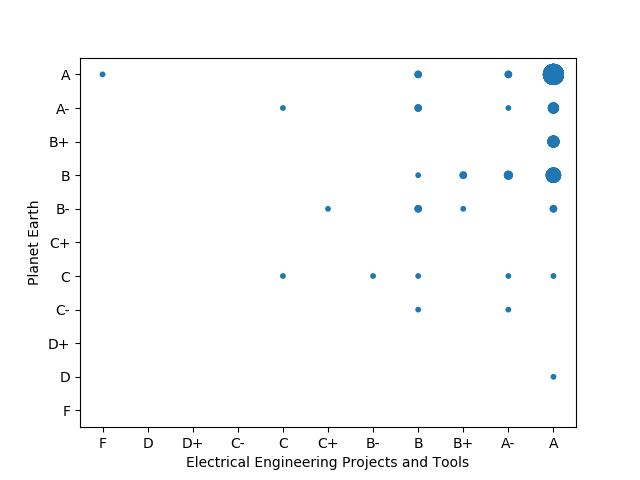 A
A-
B+
B
B-
C+
C
C-
D+
D
F
Planet Earth
F D D+ C- C C+ B- B B+ A- A
Electrical Engineering Projects and Tools